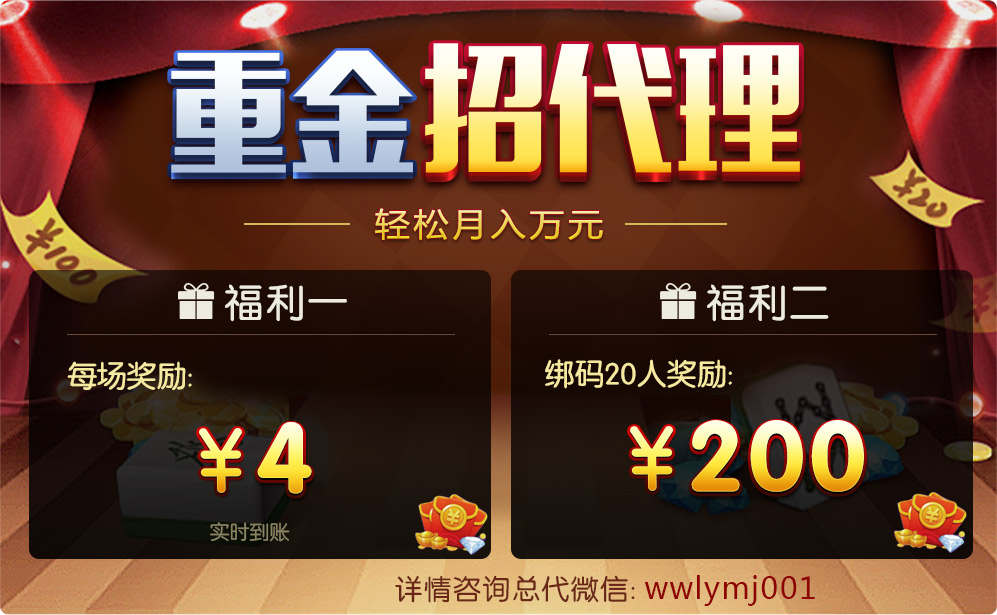 重金招代理
轻松月入万元
¥100
¥20
福利一
每场奖励:
¥4
实时到账
福利二
绑码20人奖励:
¥200
详情咨询总代微信: wwlymj001